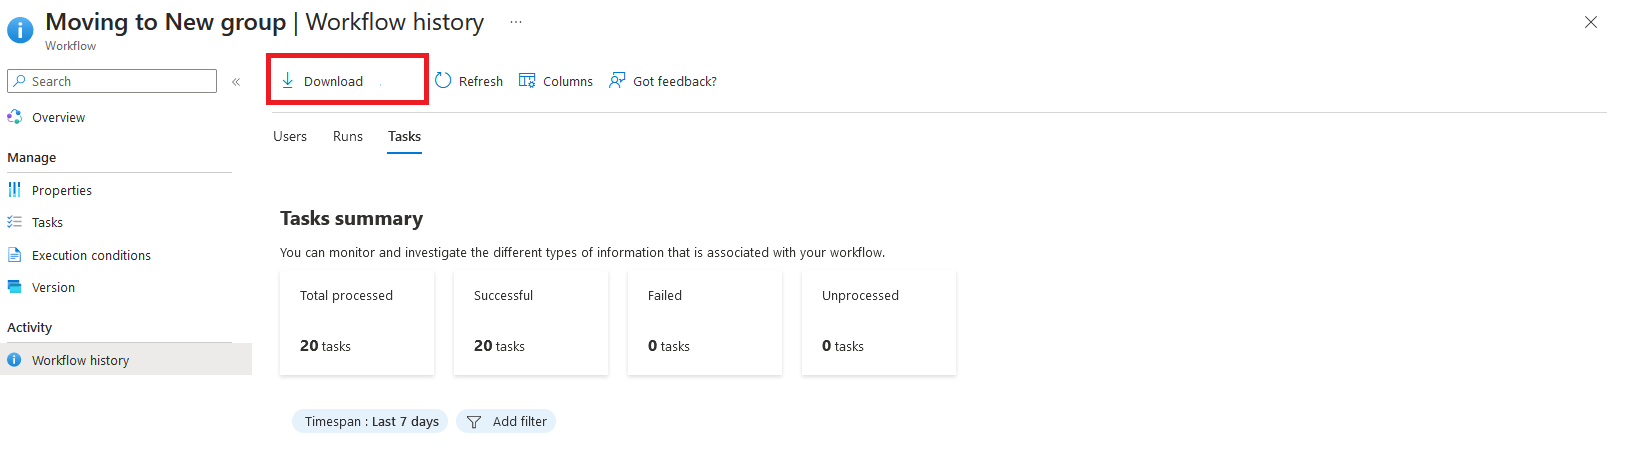 Moving to New group | Workflow history ...
Workflow
Search «
Download Refresh Columns Got feedback?
Overview
Users Runs Tasks
Manage
Properties
Tasks
Execution conditions
Version
Activity
Workflow history
Tasks summary
You can monitor and investigate the different types of information that is associated with your workflow.
Total processed Successful Failed Unprocessed
20 tasks 20 tasks 0 tasks 0 tasks
Timespan : Last 7 days Add filter